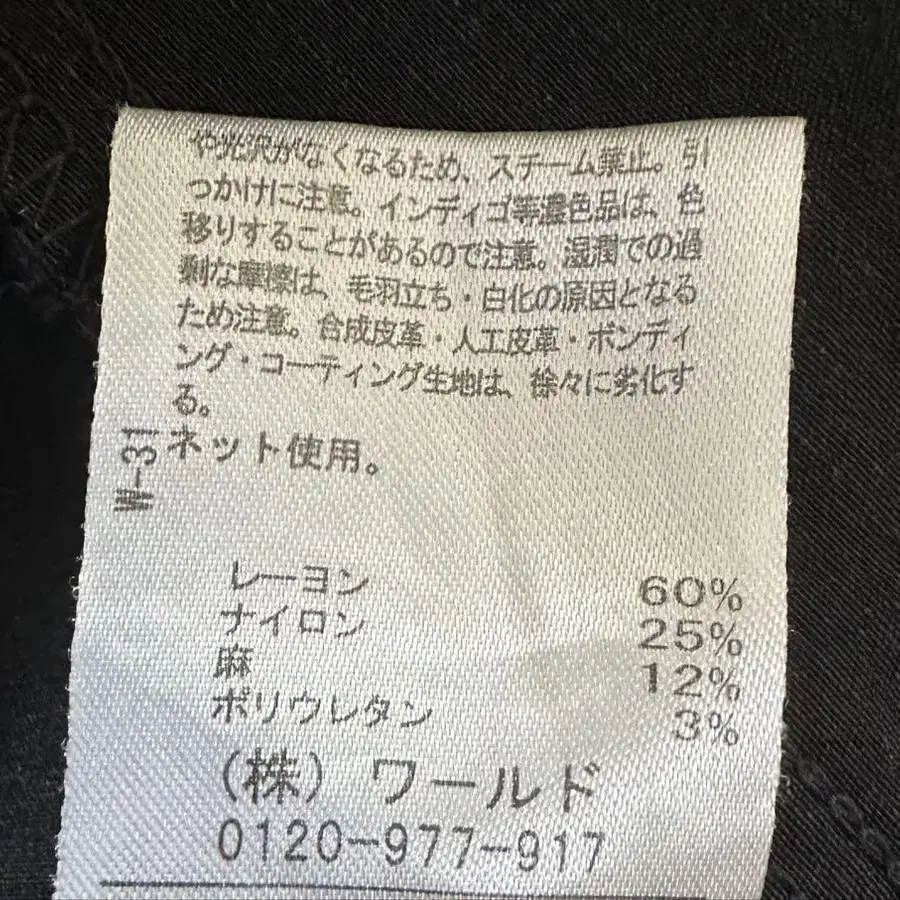 や光沢がなくなるため、スチーム禁止。引
っかけに注意。インディゴ等濃色品は、色
移りすることがあるので注意。湿潤での過
剰な摩擦は、毛羽立ち・白化の原因となる
ため注意。合成皮革・人工皮革・ボンディ
ング・コーティング生地は、徐々に劣化す
る。
ネット使用。
W-31
レーヨン 60%
ナイロン 25%
麻 12%
ポリウレタン 3%
(株) ワールド
0120-977-917